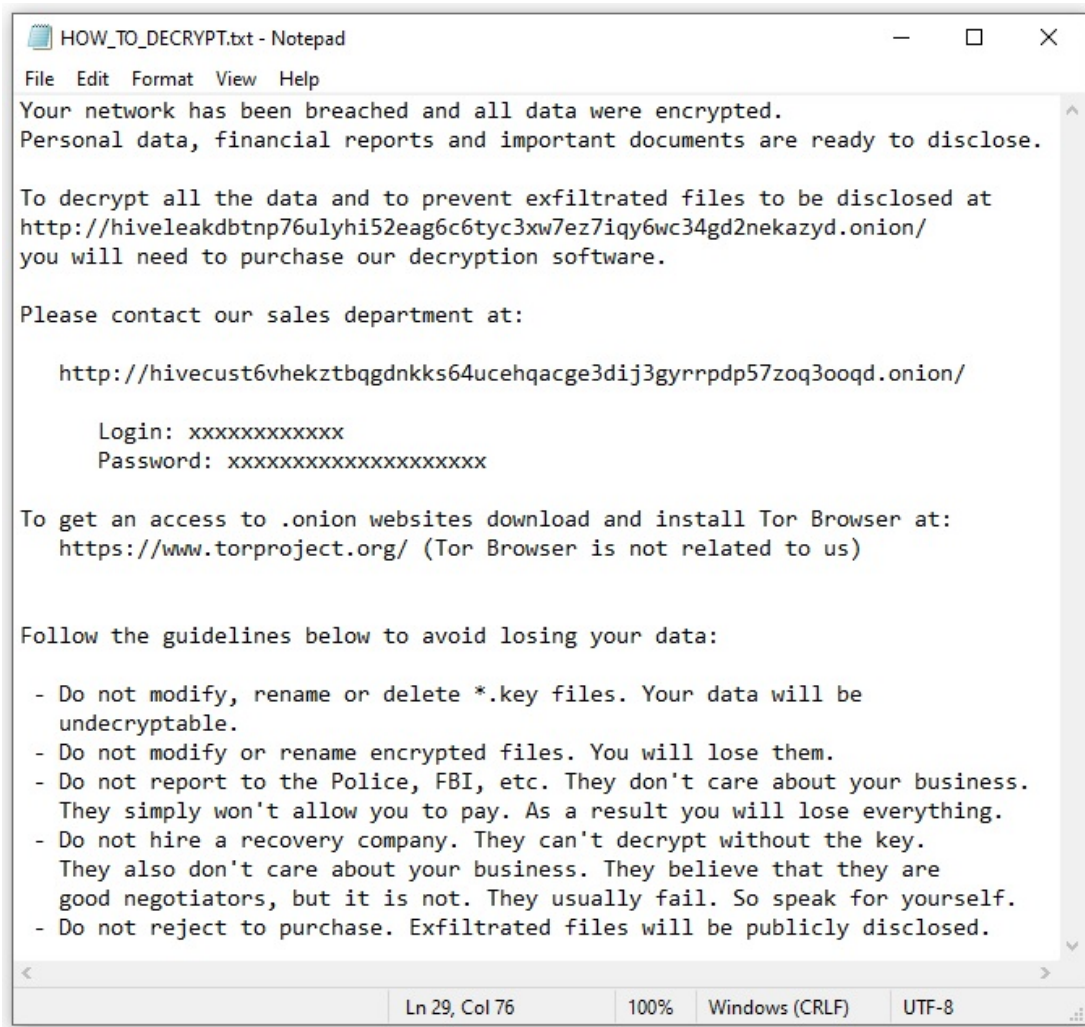 HOW_TO_DECRYPT.txt - Notepad
File Edit Format View Help
Your network has been breached and all data were encrypted.
Personal data, financial reports and important documents are ready to disclose.
To decrypt all the data and to prevent exfiltrated files to be disclosed at
http://hiveleakdbtnp76ulyhi52eag6c6tyc3xw7ez7iqy6wc34gd2nekazyd.onion/
you will need to purchase our decryption software.
Please contact our sales department at:
http://hivecust6vhekztbqgdnkks64ucehqacge3dij3gyrrpdp57zoq3ooqd.onion/
Login: xxxxxxxxxxxx
Password: xxxxxxxxxxxxxxxxxxxx
To get an access to .onion websites download and install Tor Browser at:
https://www.torproject.org/ (Tor Browser is not related to us)
Follow the guidelines below to avoid losing your data:
- Do not modify, rename or delete *.key files. Your data will be
undecryptable.
- Do not modify or rename encrypted files. You will lose them.
- Do not report to the Police, FBI, etc. They don't care about your business.
They simply won't allow you to pay. As a result you will lose everything.
- Do not hire a recovery company. They can't decrypt without the key.
They also don't care about your business. They believe that they are
good negotiators, but it is not. They usually fail. So speak for yourself.
- Do not reject to purchase. Exfiltrated files will be publicly disclosed.
Ln 29, Col 76 100% Windows (CRLF) UTF-8